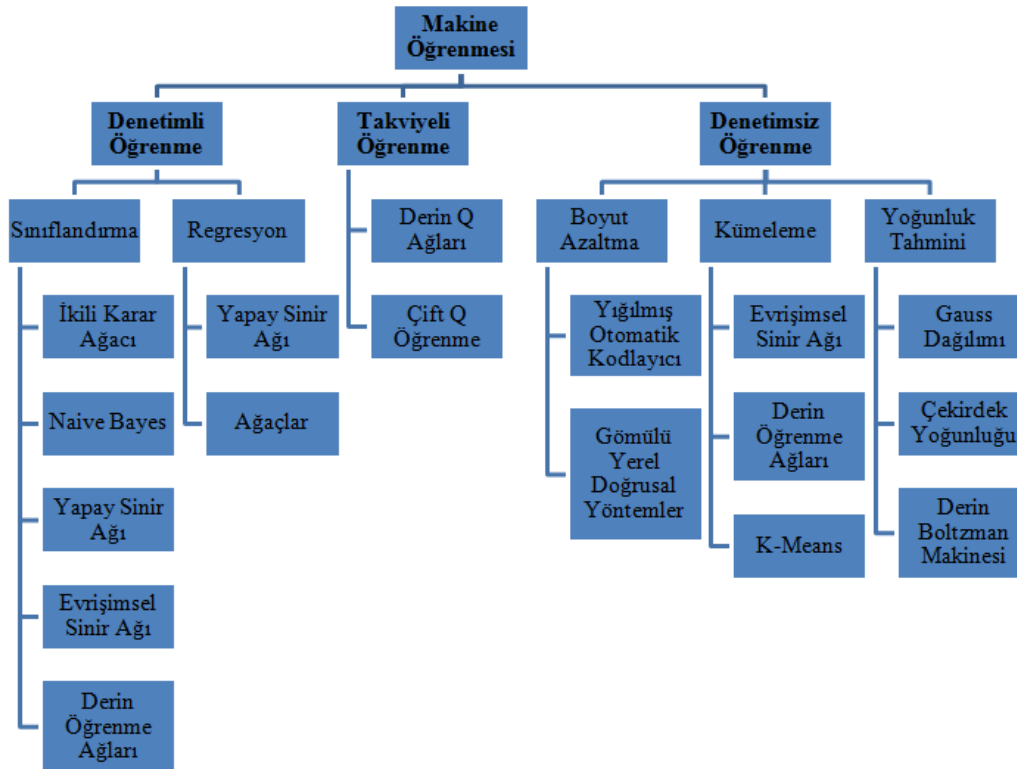 Makine
Öğrenmesi
Denetimli
Öğrenme
Takviyeli
Öğrenme
Denetimsiz
Öğrenme
Sınıflandırma
Regresyon
Derin Q
Ağları
Boyut
Azaltma
Kümeleme
Yoğunluk
Tahmini
İkili Karar
Ağacı
Yapay Sinir
Ağı
Çift Q
Öğrenme
Yığılmış
Otomatik
Kodlayıcı
Evrişimsel
Sinir Ağı
Gauss
Dağılımı
Naive Bayes
Ağaçlar
Gömülü
Yerel
Doğrusal
Yöntemler
Derin
Öğrenme
Ağları
Çekirdek
Yoğunluğu
Yapay Sinir
Ağı
K-Means
Derin
Boltzman
Makinesi
Evrişimsel
Sinir Ağı
Derin
Öğrenme
Ağları